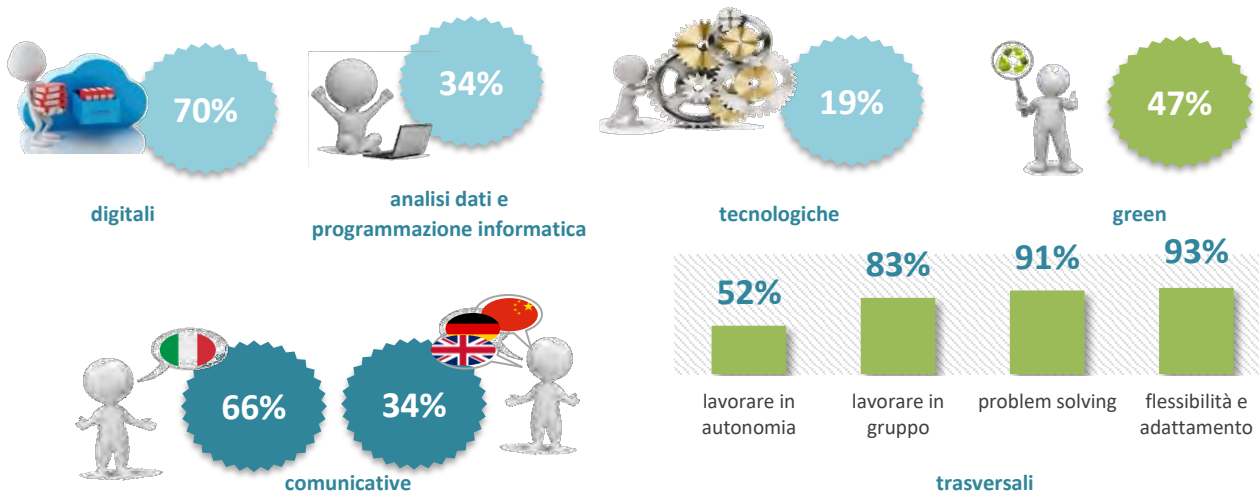 70%
34%
19%
47%
digitali
analisi dati e
programmazione informatica
tecnologiche
green
66%
34%
comunicative
52%
83%
91%
93%
lavorare in
autonomia
lavorare in
gruppo
problem solving
flessibilità e
adattamento
trasversali